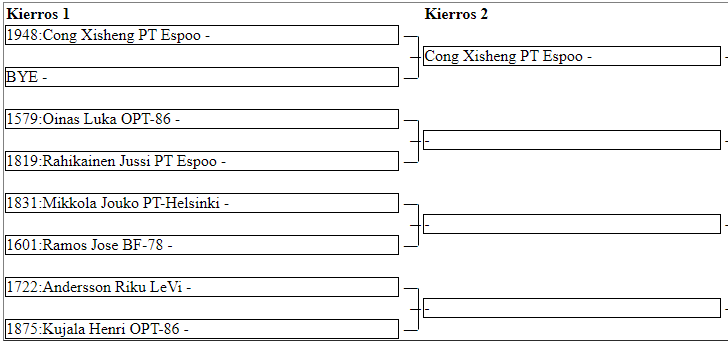 Kierros 1 Kierros 2
1948:Cong Xisheng PT Espoo -
Cong Xisheng PT Espoo -
BYE -
1579:Oinas Luka OPT-86 -
-
1819:Rahikainen Jussi PT Espoo -
1831:Mikkola Jouko PT-Helsinki -
-
1601:Ramos Jose BF-78 -
1722:Andersson Riku LeVi -
-
1875:Kujala Henri OPT-86 -